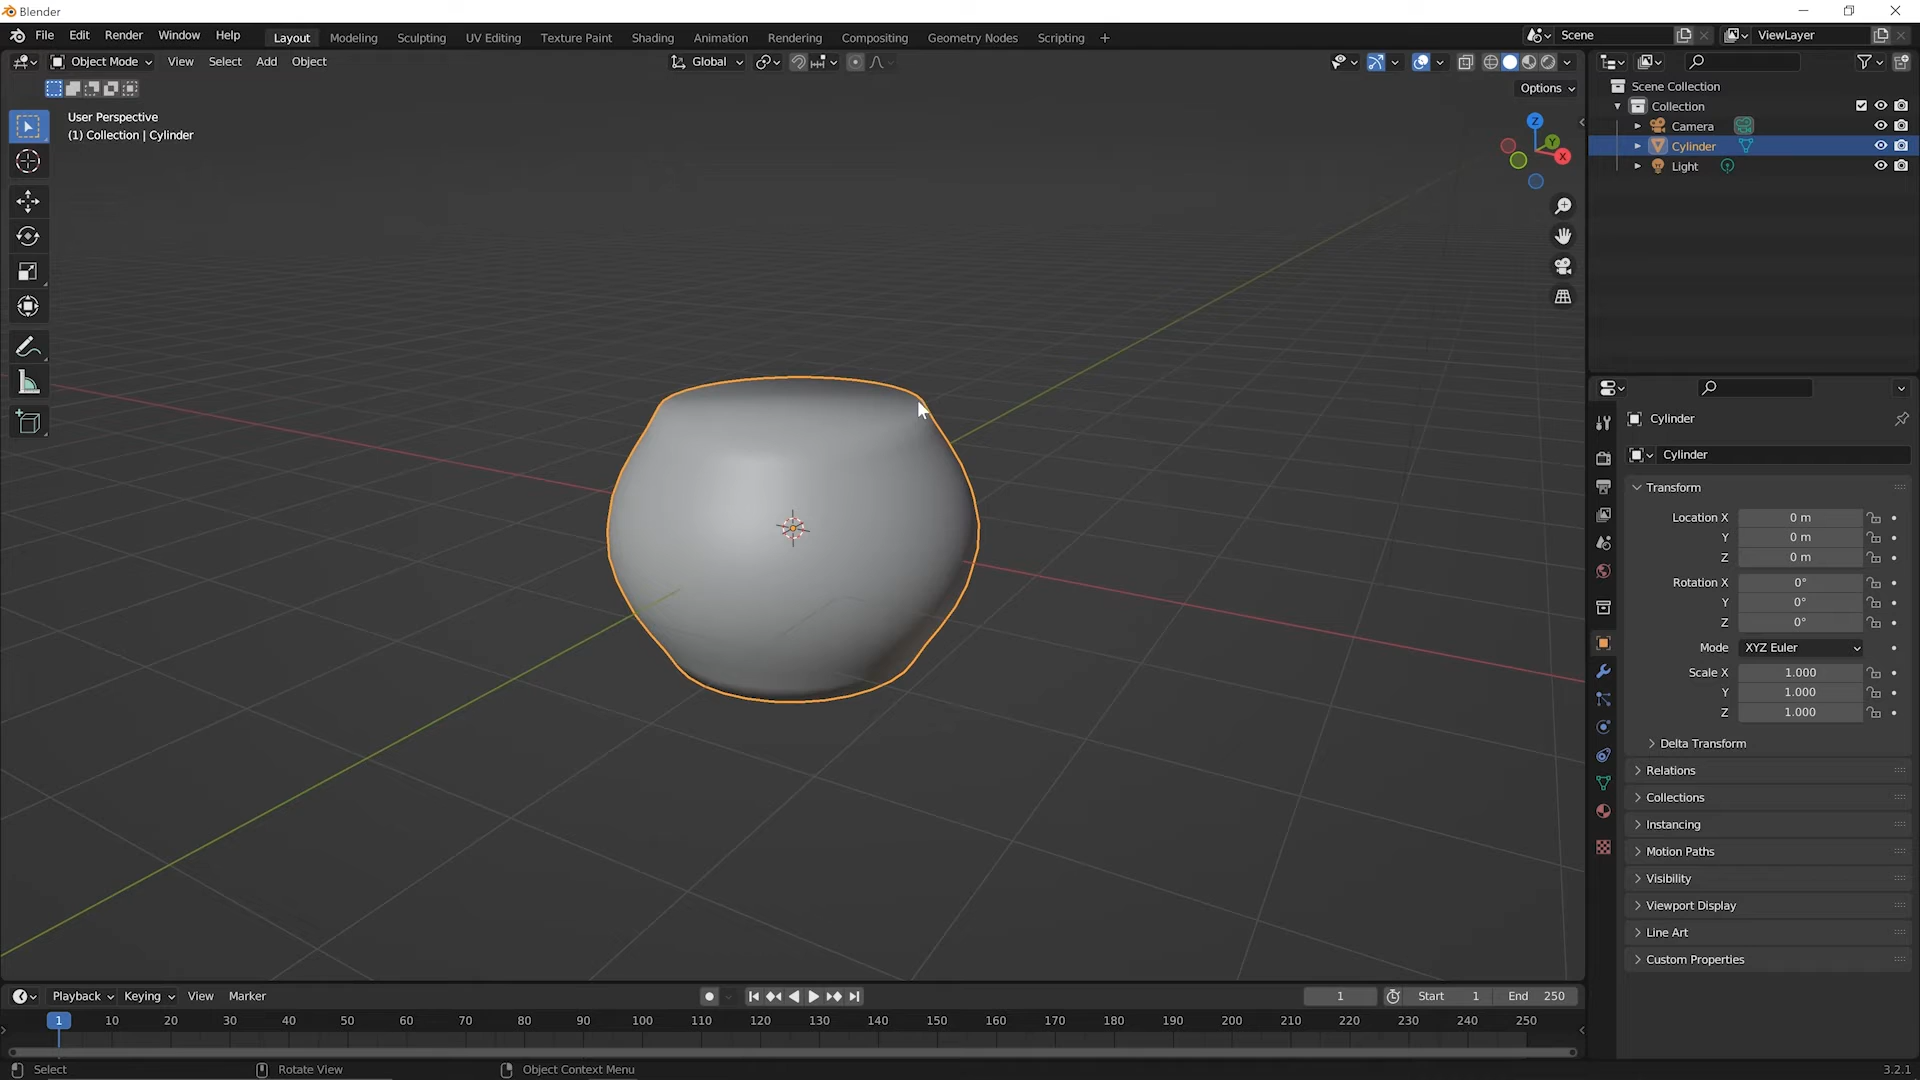 Blender
File Edit Render Window Help Layout Modeling Sculpting UV Editing Texture Paint Shading Animation Rendering Compositing Geometry Nodes Scripting + Scene ViewLayer
Object Mode View Select Add Object Global
Options
User Perspective
(1) Collection | Cylinder
Z
Y
X
Scene Collection
Collection
Camera
Cylinder
Light
Cylinder
Cylinder
Transform
Location X 0 m
Y 0 m
Z 0 m
Rotation X 0°
Y 0°
Z 0°
Mode XYZ Euler
Scale X 1.000
Y 1.000
Z 1.000
Delta Transform
Relations
Collections
Instancing
Motion Paths
Visibility
Viewport Display
Line Art
Custom Properties
Playback Keying View Marker 1 Start 1 End 250
1 10 20 30 40 50 60 70 80 90 100 110 120 130 140 150 160 170 180 190 200 210 220 230 240 250
Select Rotate View Object Context Menu 3.2.1